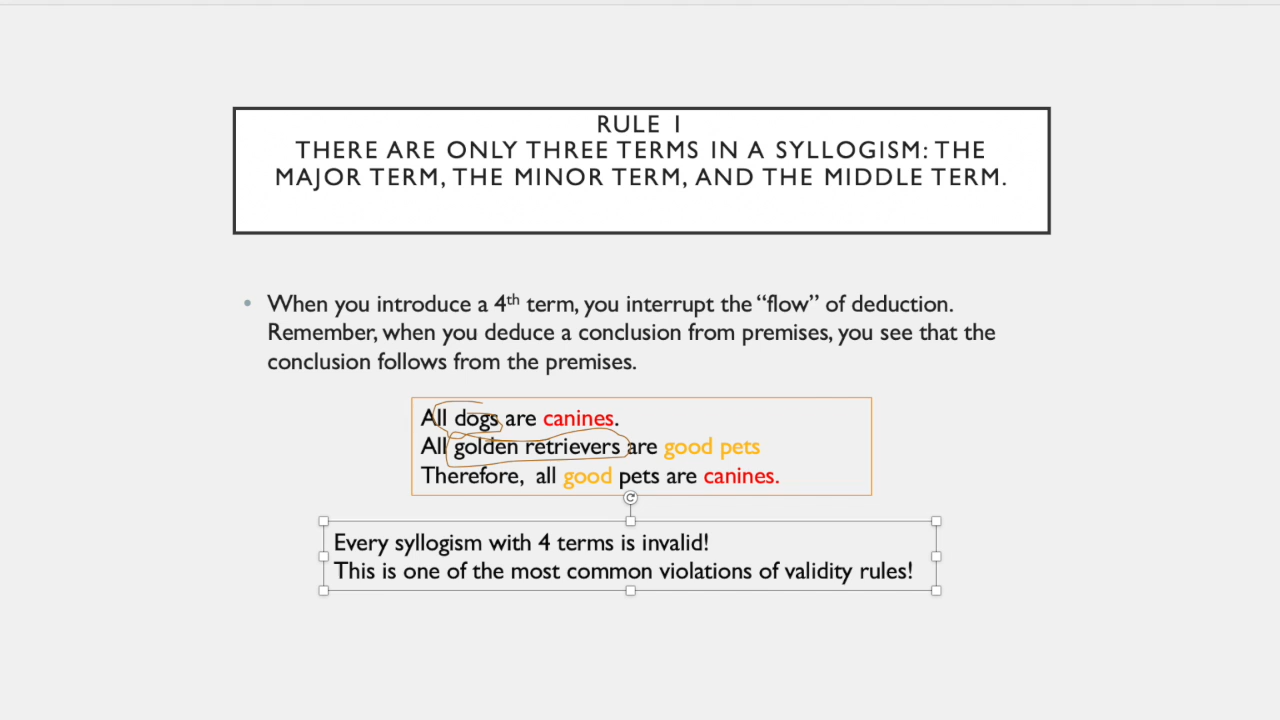 RULE 1
THERE ARE ONLY THREE TERMS IN A SYLLOGISM: THE
MAJOR TERM, THE MINOR TERM, AND THE MIDDLE TERM.
• When you introduce a 4th term, you interrupt the “flow” of deduction.
Remember, when you deduce a conclusion from premises, you see that the
conclusion follows from the premises.
All dogs are canines.
All golden retrievers are good pets
Therefore, all good pets are canines.
Every syllogism with 4 terms is invalid!
This is one of the most common violations of validity rules!